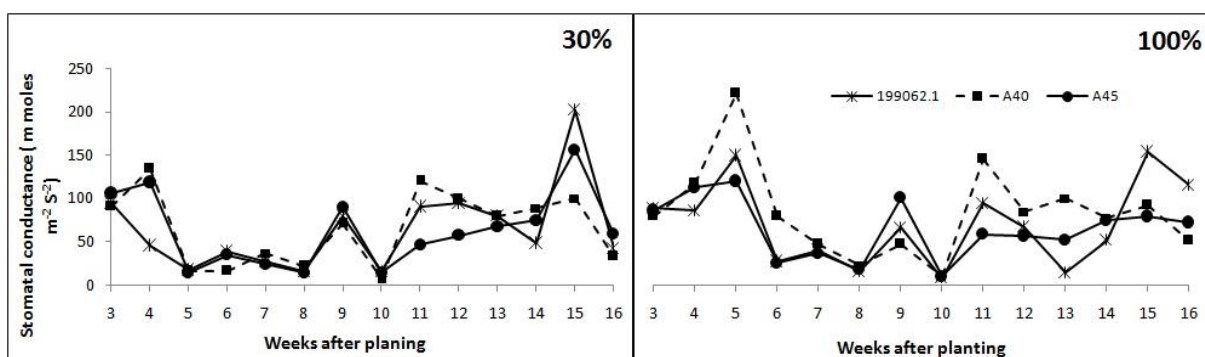 30%
Stomatal conductance ( m moles
m⁻² S⁻²)
250
200
150
100
50
0
3 4 5 6 7 8 9 10 11 12 13 14 15 16
Weeks after planing
100%
199062.1 A40 A45
3 4 5 6 7 8 9 10 11 12 13 14 15 16
Weeks after planting